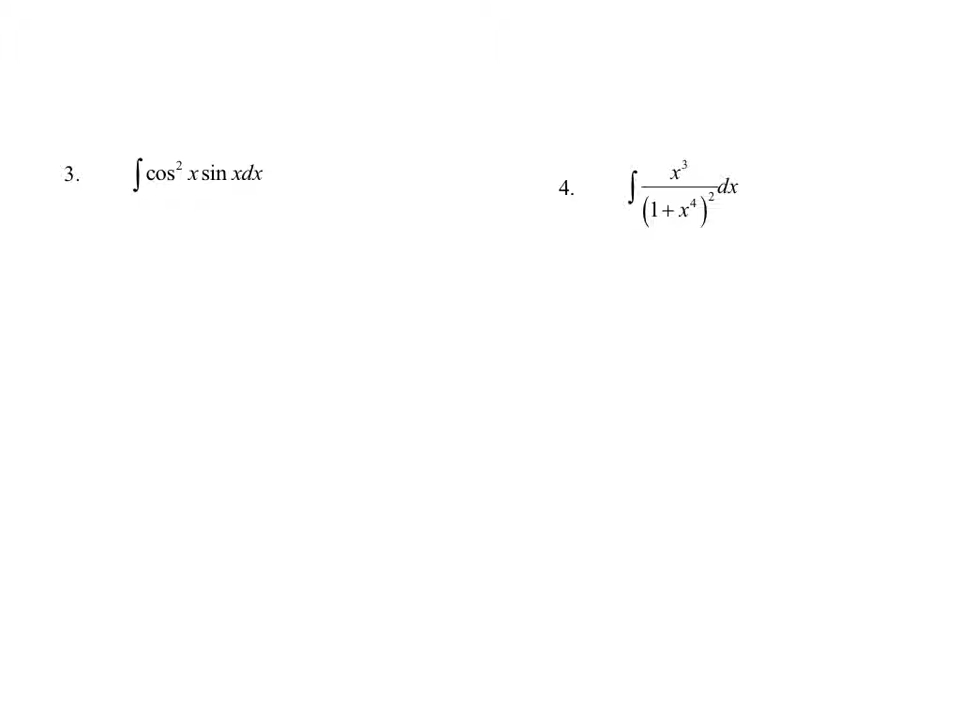 3. ∫cos² x sin xdx
4. ∫ x³/(1 + x⁴)² dx